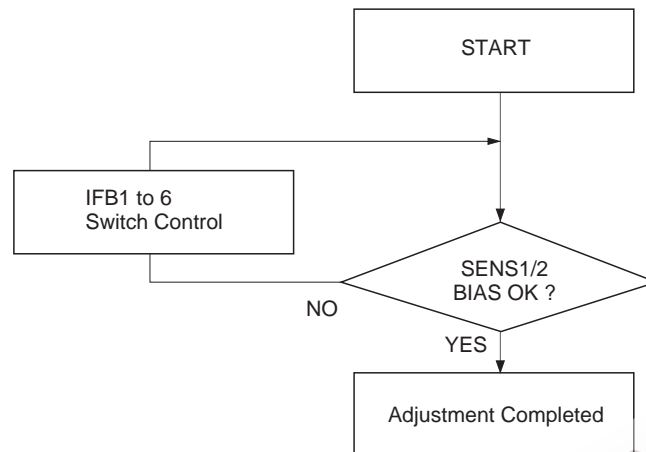 START
IFB1 to 6
Switch Control
SENS1/2
BIAS OK ?
NO
YES
Adjustment Completed